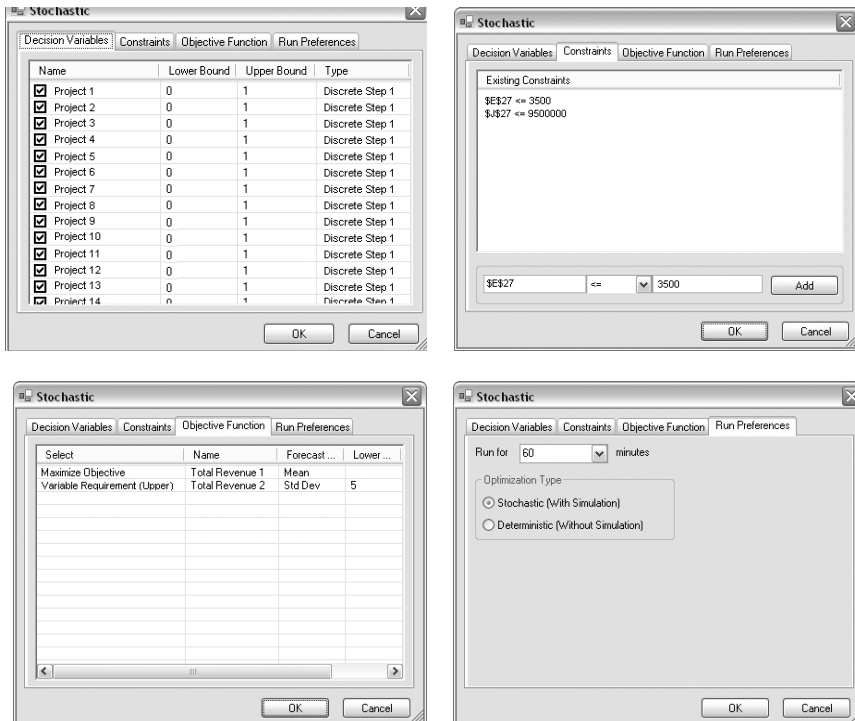 Stochastic
Decision Variables Constraints Objective Function Run Preferences
Name Lower Bound Upper Bound Type
Project 1 0 1 Discrete Step 1
Project 2 0 1 Discrete Step 1
Project 3 0 1 Discrete Step 1
Project 4 0 1 Discrete Step 1
Project 5 0 1 Discrete Step 1
Project 6 0 1 Discrete Step 1
Project 7 0 1 Discrete Step 1
Project 8 0 1 Discrete Step 1
Project 9 0 1 Discrete Step 1
Project 10 0 1 Discrete Step 1
Project 11 0 1 Discrete Step 1
Project 12 0 1 Discrete Step 1
Project 13 0 1 Discrete Step 1
Project 14 0 1 Discrete Step 1
OK Cancel
Stochastic
Decision Variables Constraints Objective Function Run Preferences
Existing Constraints
$E$27 <= 3500
$J$27 <= 9500000
$E$27 <= 3500 Add
OK Cancel
Stochastic
Decision Variables Constraints Objective Function Run Preferences
Select Name Forecast ... Lower ...
Maximize Objective Total Revenue 1 Mean
Variable Requirement (Upper) Total Revenue 2 Std Dev 5
OK Cancel
Stochastic
Decision Variables Constraints Objective Function Run Preferences
Run for 60 minutes
Optimization Type
Stochastic (With Simulation)
Deterministic (Without Simulation)
OK Cancel